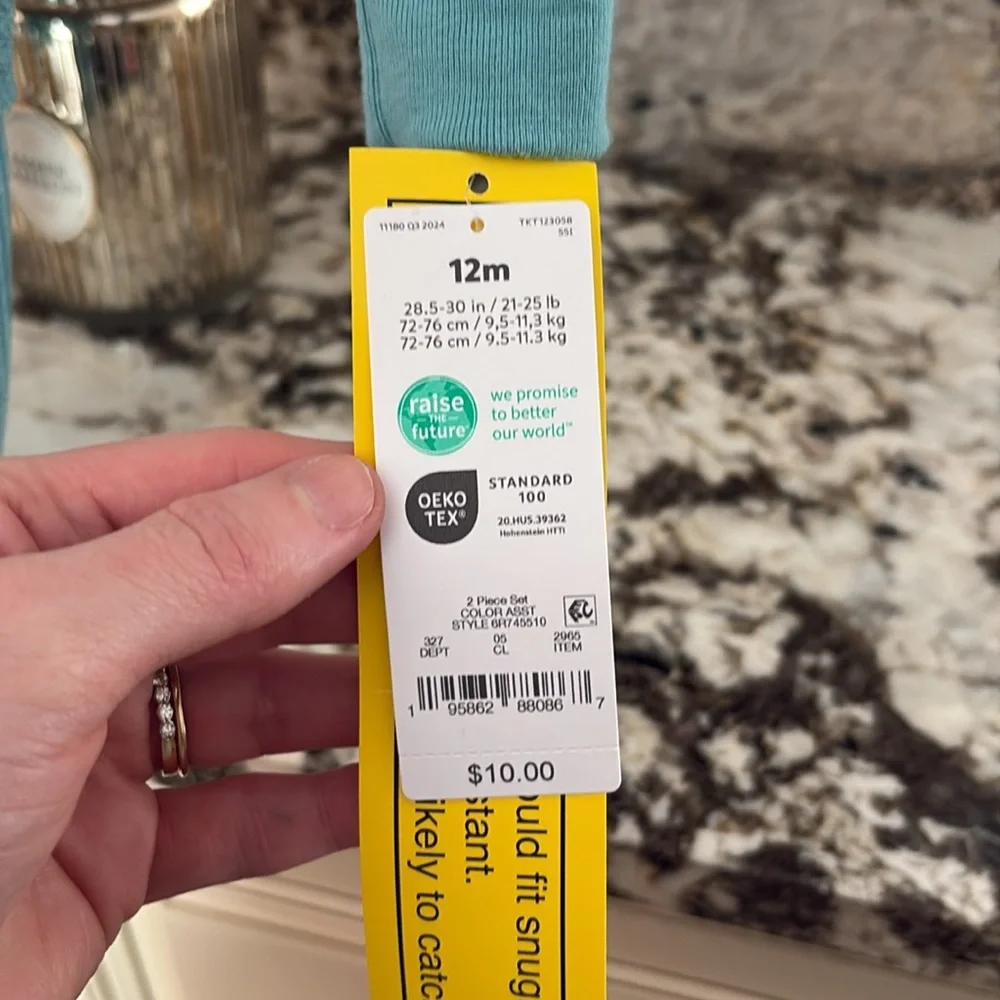 11180 Q3 2024
TKT123058
SSI
12m
28.5-30 in / 21-25 lb
72-76 cm / 9,5-11,3 kg
72-76 cm / 9.5-11.3 kg
raise
THE
future
we promise
to better
our world™
OEKO
TEX®
STANDARD
100
20.HUS.39362
Hohenstein HTTI
2 Piece Set
COLOR ASST
STYLE 6R745510
327 05 2965
DEPT CL ITEM
1 95862 88086 7
$10.00
ould fit snug
stant.
ikely to catc